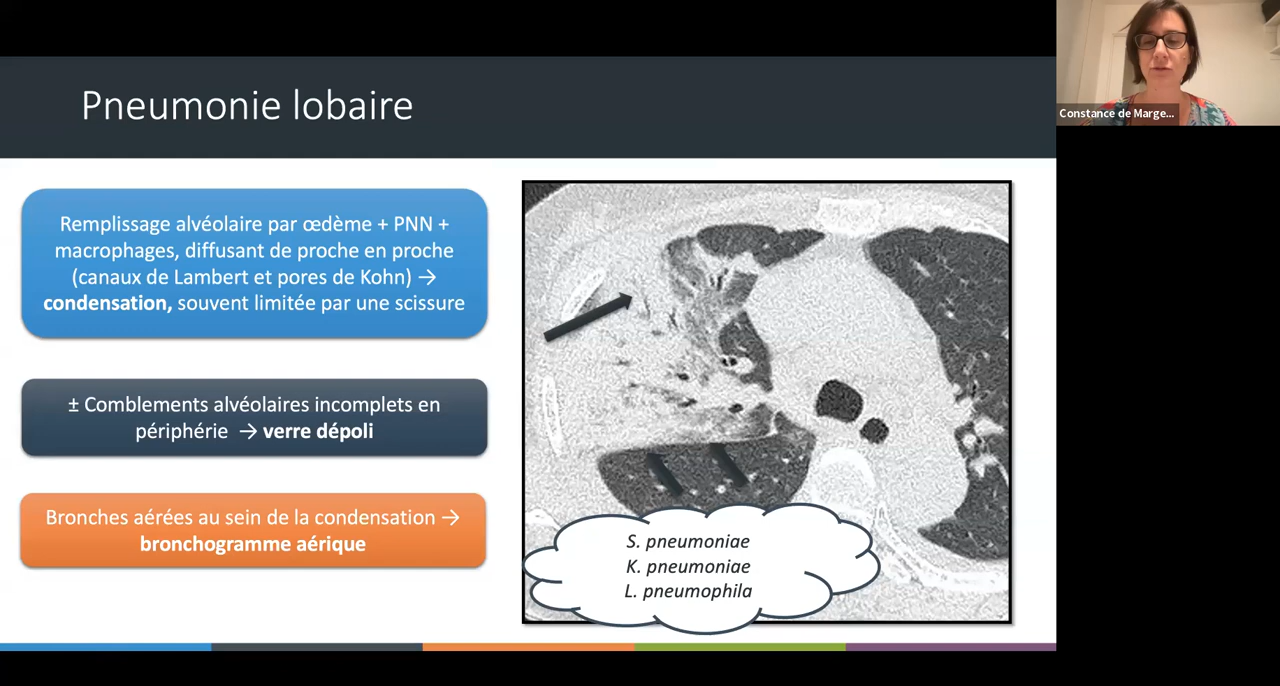 Pneumonie lobaire
Constance de Marge...
Remplissage alvéolaire par œdème + PNN +
macrophages, diffusant de proche en proche
(canaux de Lambert et pores de Kohn) →
condensation, souvent limitée par une scissure
± Comblements alvéolaires incomplets en
périphérie → verre dépoli
Bronches aérées au sein de la condensation →
bronchogramme aérique
S. pneumoniae
K. pneumoniae
L. pneumophila